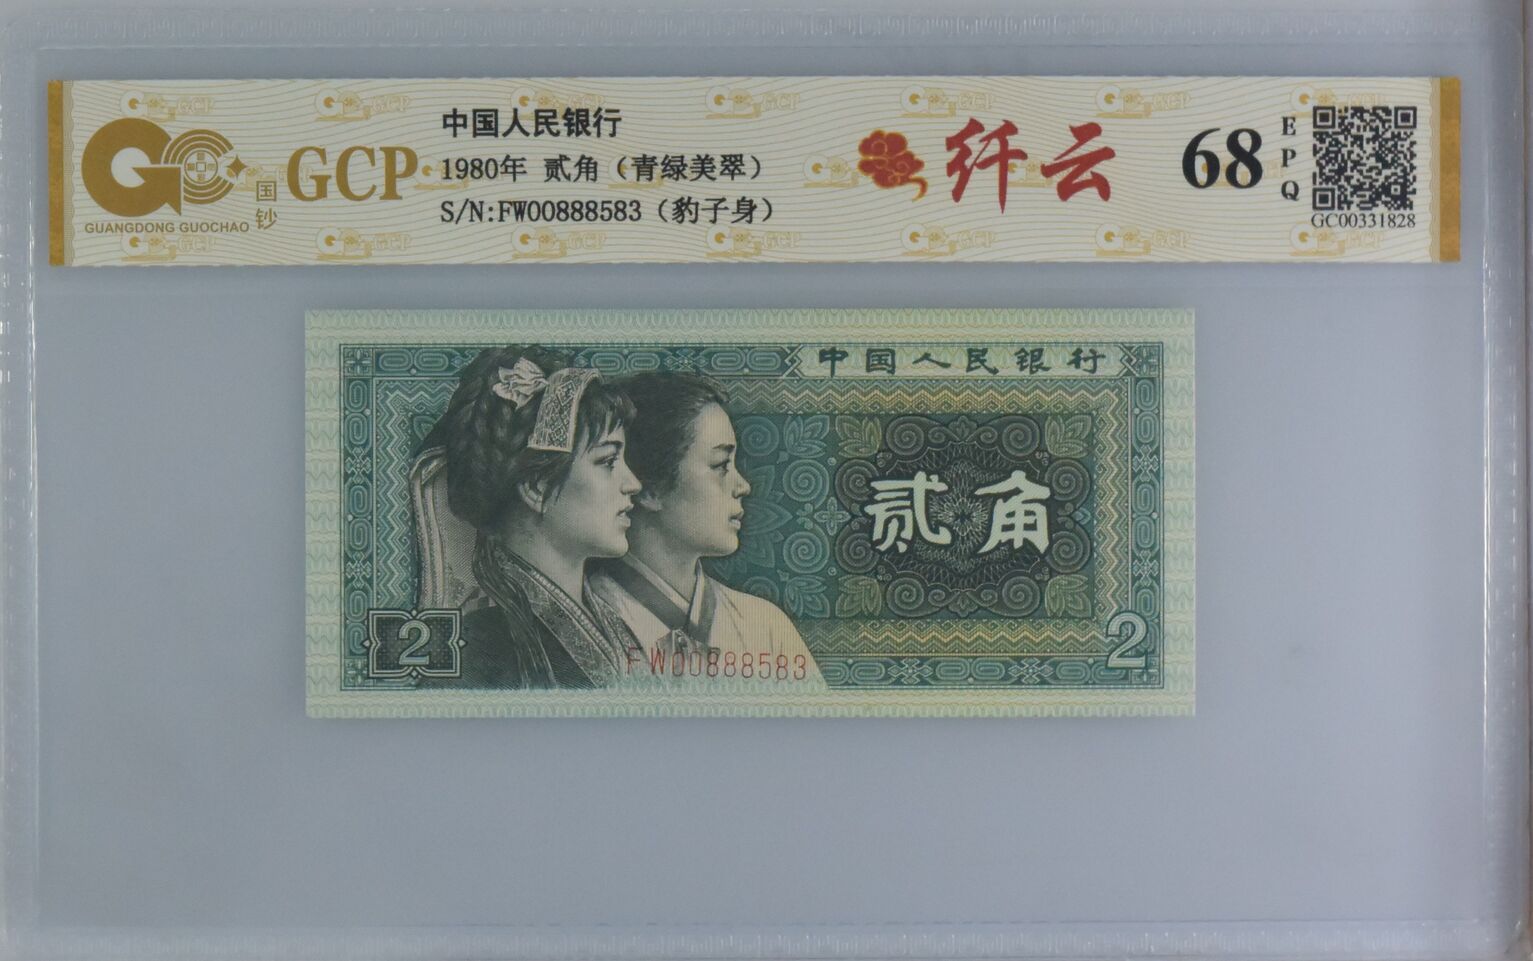 GCP
国钞
GUANGDONG GUOCHAO
中国人民银行
1980年 贰角（青绿美翠）
S/N:FW00888583（豹子身）
纤云
68
EPQ
GC00331828
中国人民银行
贰角
2
FW00888583
2